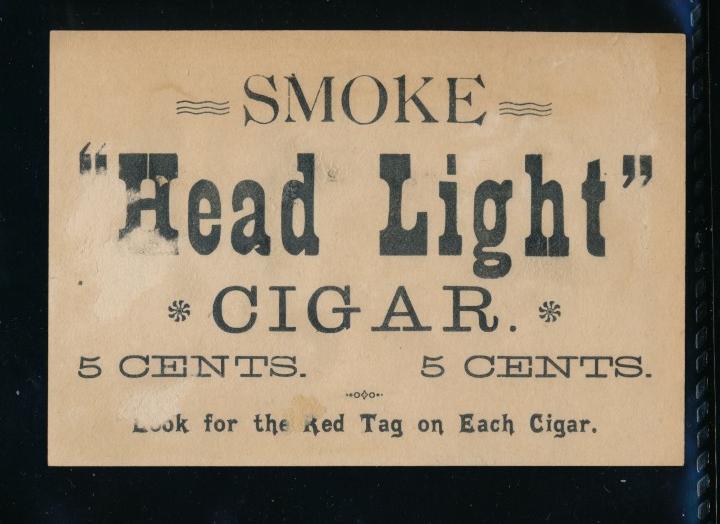 SMOKE
"Head Light"
CIGAR.
5 CENTS. 5 CENTS.
Look for the Red Tag on Each Cigar.